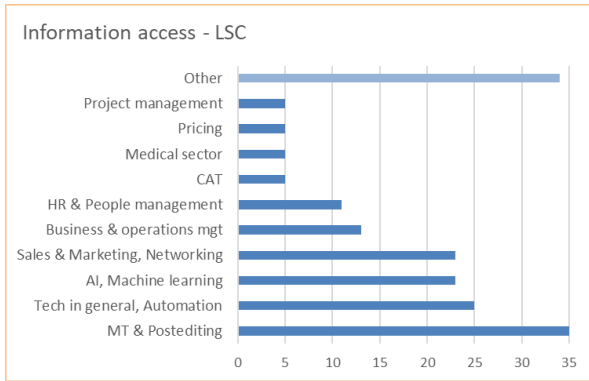 Information access - LSC
Other
Project management
Pricing
Medical sector
CAT
HR & People management
Business & operations mgt
Sales & Marketing, Networking
AI, Machine learning
Tech in general, Automation
MT & Postediting
0 5 10 15 20 25 30 35